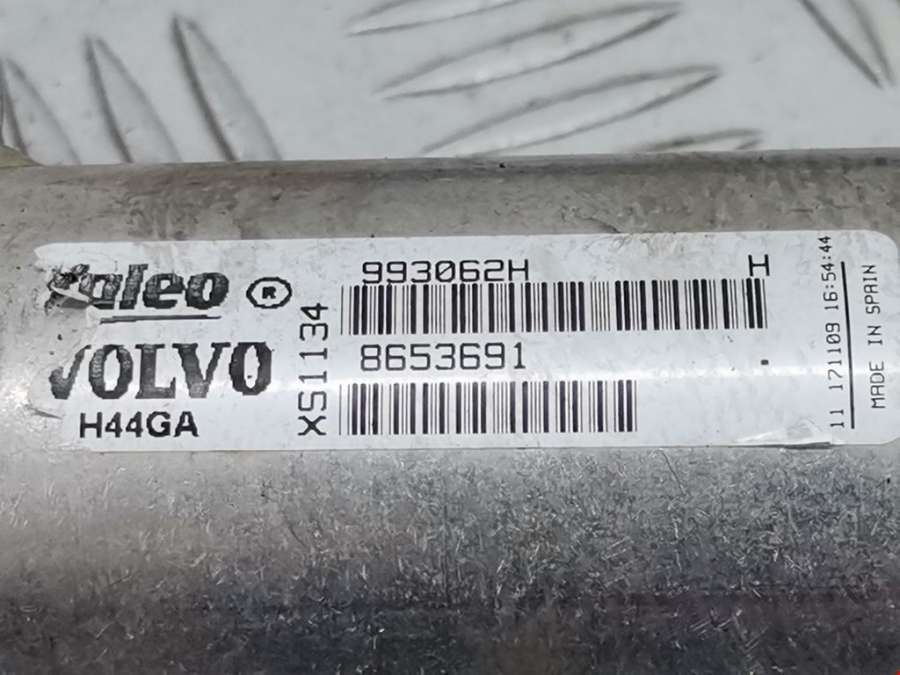 Valeo ®
VOLVO
H44GA
XS1134
993062H H
8653691
11 171109 16:54:44
MADE IN SPAIN